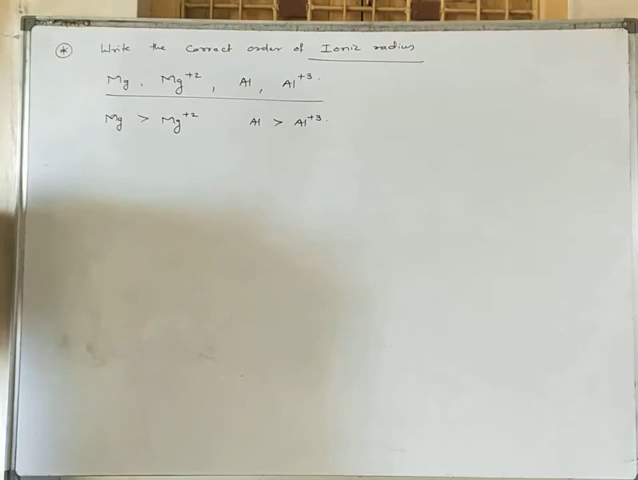 * Write the correct order of Ionic radius
Mg, Mg+2, Al, Al+3.
Mg > Mg+2 Al > Al+3.